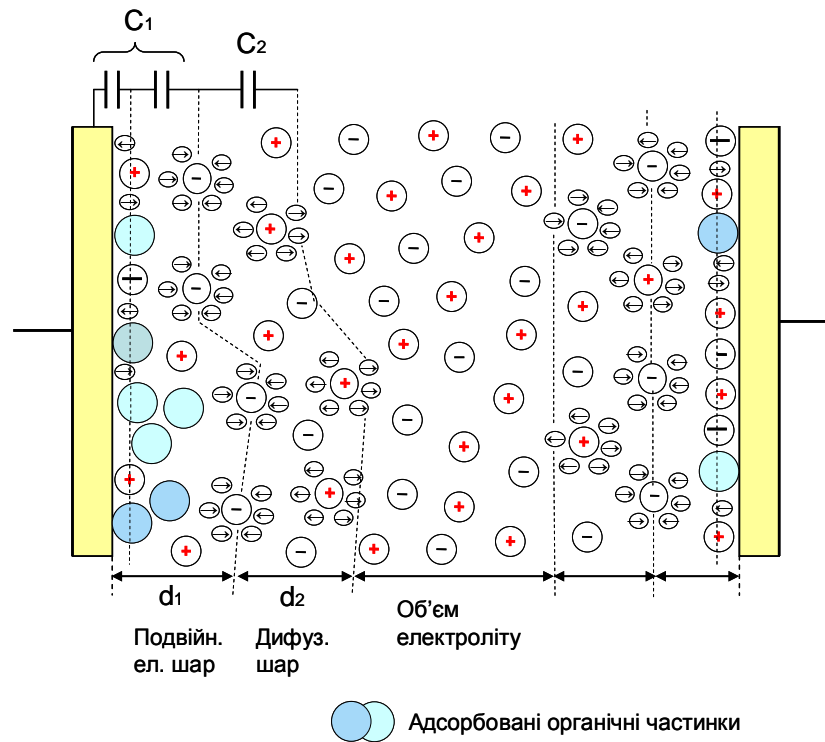 C1
C2
d1
d2
Подвійн.
ел. шар
Дифуз.
шар
Об’єм
електроліту
Адсорбовані органічні частинки